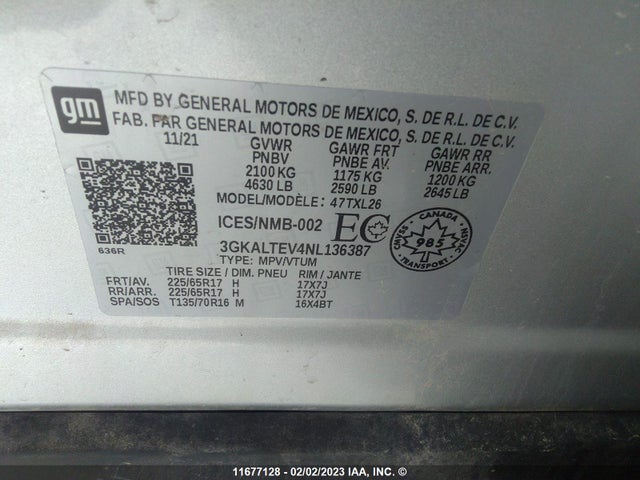 gm
MFD BY GENERAL MOTORS DE MEXICO, S. DE R.L. DE C.V.
FAB. PAR GENERAL MOTORS DE MEXICO, S. DE R.L. DE C.V.
11/21 GVWR GAWR FRT GAWR RR
PNBV PNBE AV. PNBE ARR.
2100 KG 1175 KG 1200 KG
4630 LB 2590 LB 2645 LB
MODEL/MODÈLE: 47TXL26
ICES/NMB-002 EC
CANADA
985
TRANSPORT
636R
3GKALTEV4NL136387
TYPE: MPV/VTUM
TIRE SIZE / DIM. PNEU RIM / JANTE
FRT/AV. 225/65R17 H 17X7J
RR/ARR. 225/65R17 H 17X7J
SPA/SOS T135/70R16 M 16X4BT
11677128 - 02/02/2023 IAA, INC. ©